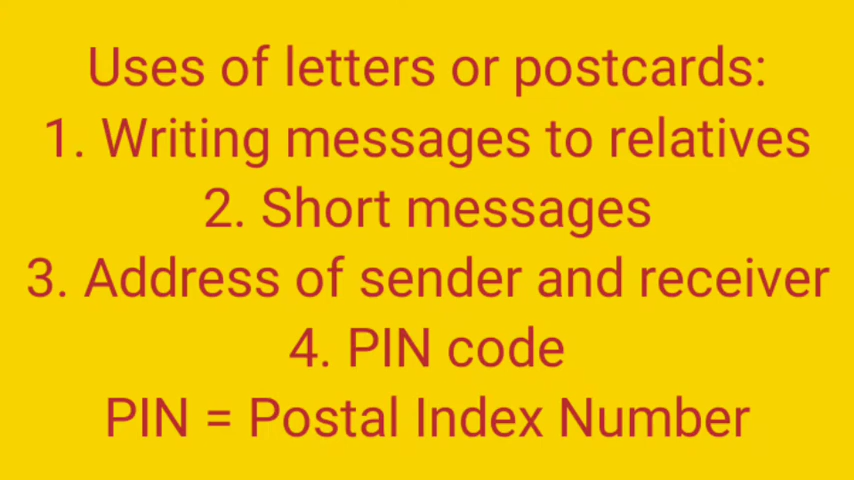 Uses of letters or postcards:
1. Writing messages to relatives
2. Short messages
3. Address of sender and receiver
4. PIN code
PIN = Postal Index Number